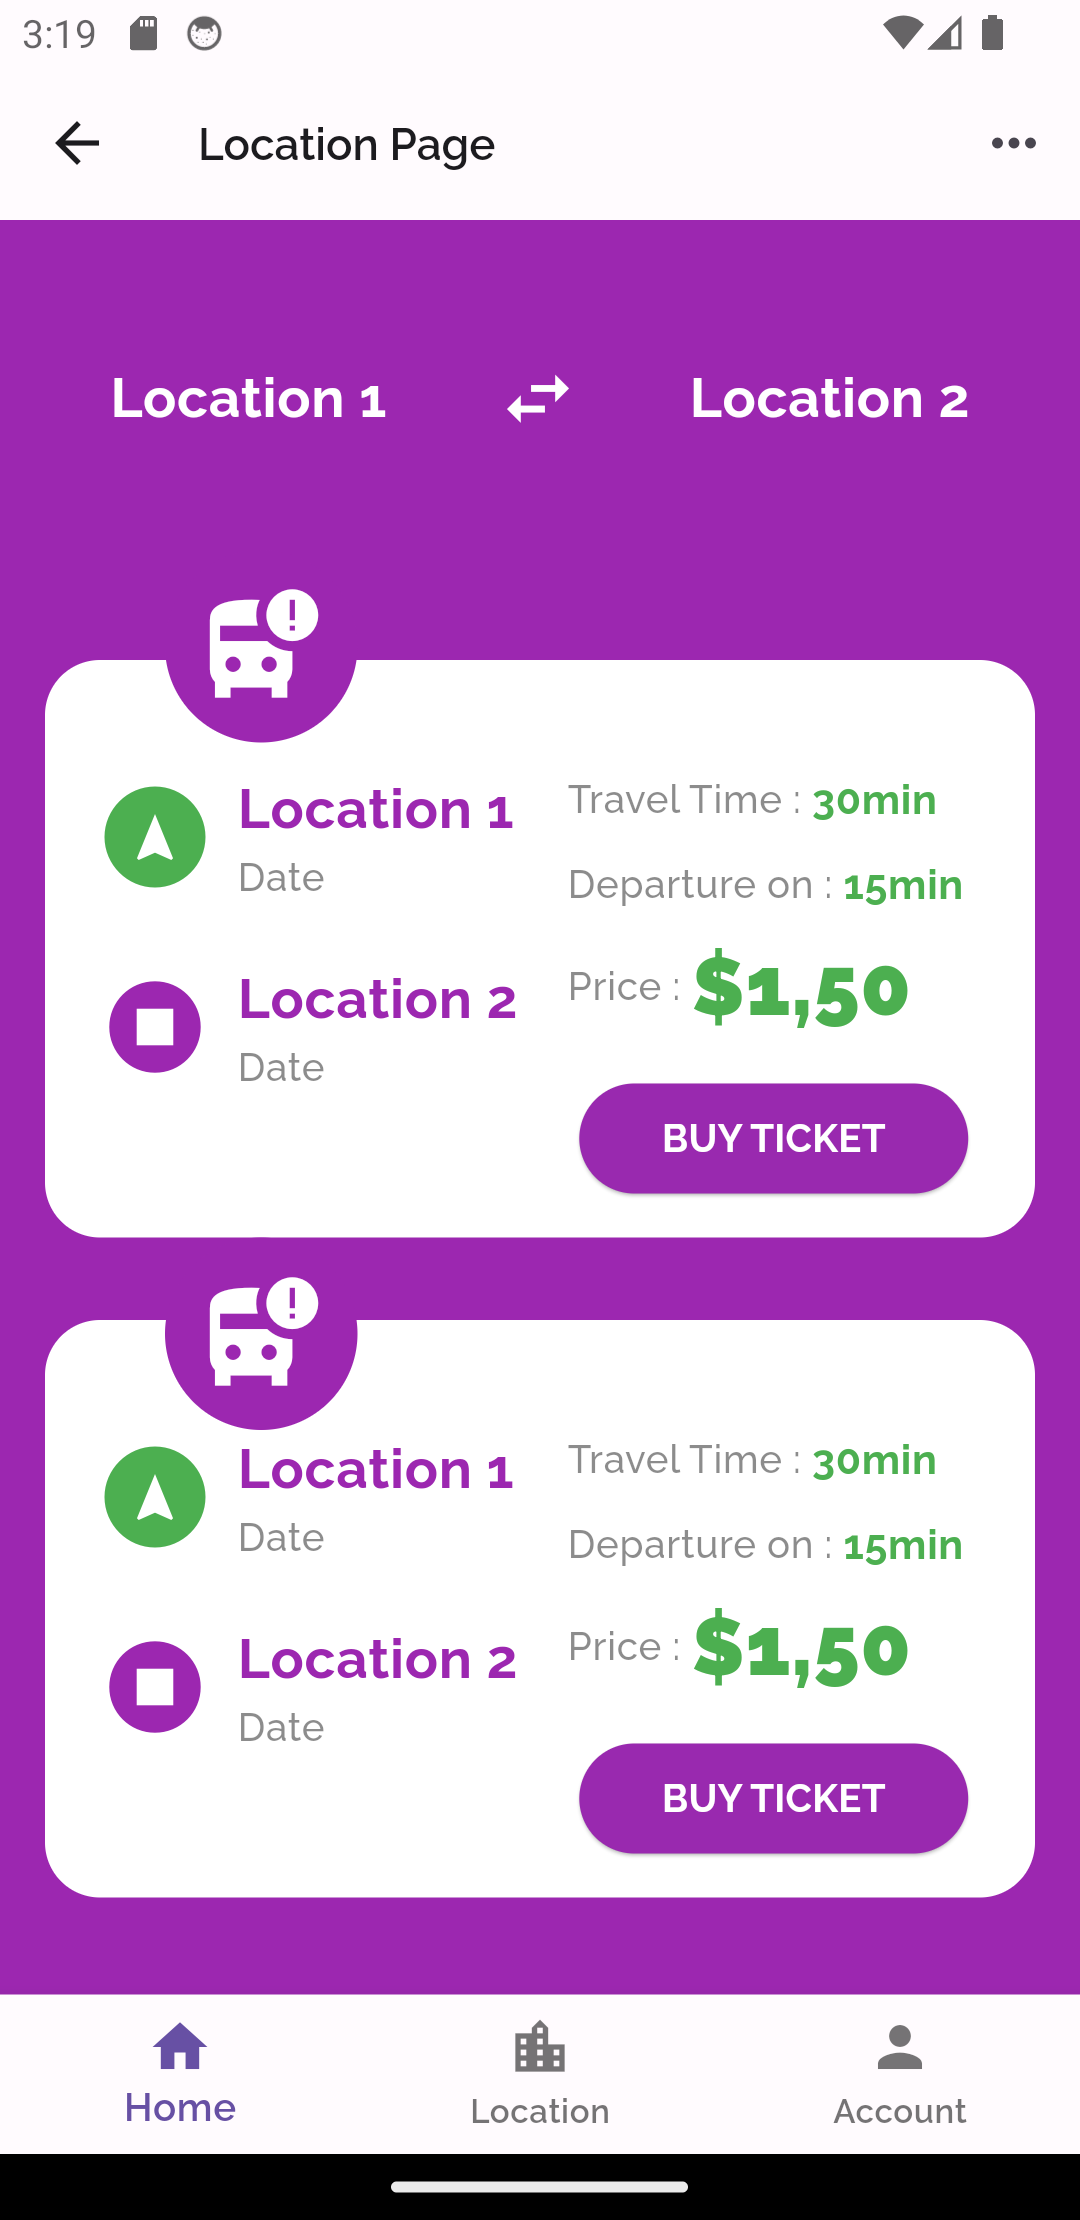 3:19
Location Page
Location 1
Location 2
Location 1
Date
Travel Time : 30min
Departure on : 15min
Location 2
Date
Price : $1,50
BUY TICKET
Location 1
Date
Travel Time : 30min
Departure on : 15min
Location 2
Date
Price : $1,50
BUY TICKET
Home
Location
Account